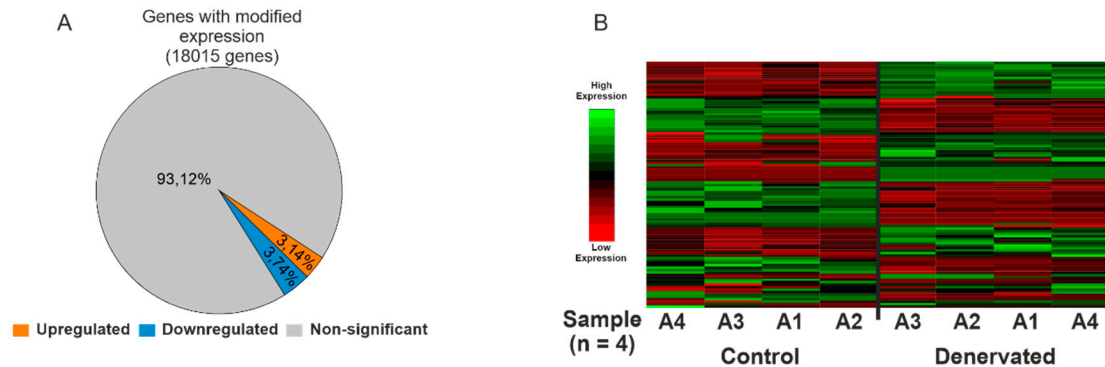 A
Genes with modified
expression
(18015 genes)
93,12%
3,14%
3,74%
Upregulated Downregulated Non-significant
B
High
Expression
Low
Expression
Sample
(n = 4)
A4 A3 A1 A2 A3 A2 A1 A4
Control Denervated